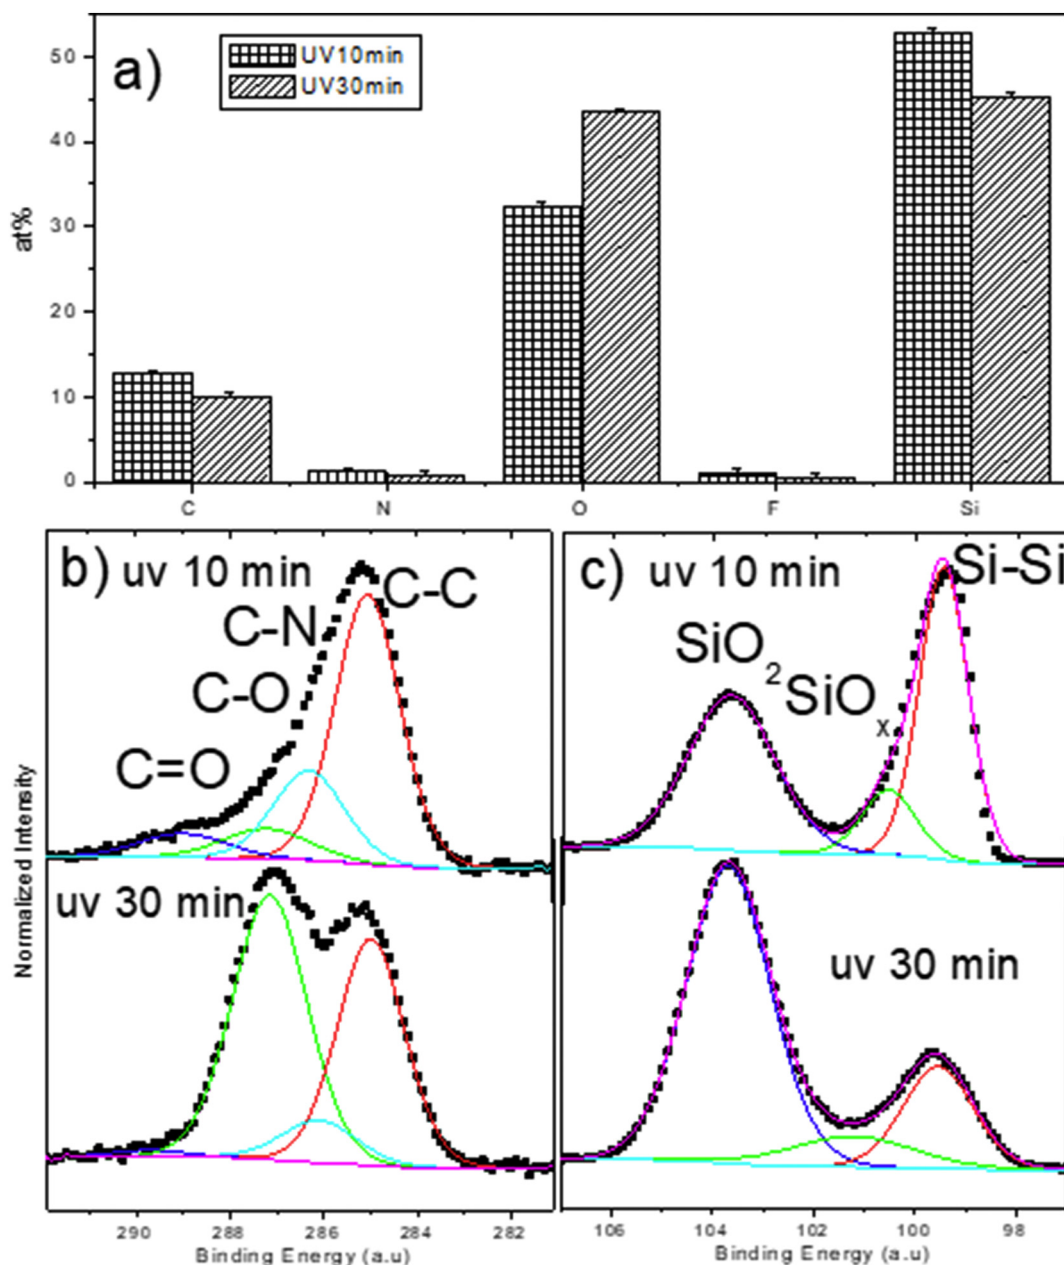 a)
UV10min
UV30min
50
40
30
20
10
0
at%
C N O F Si
b) uv 10 min
C-C
C-N
C-O
C=O
uv 30 min
c) uv 10 min
Si-Si
SiO2
SiOx
uv 30 min
Normalized Intensity
290 288 286 284 282
Binding Energy (a.u)
106 104 102 100 98
Binding Energy (a.u)